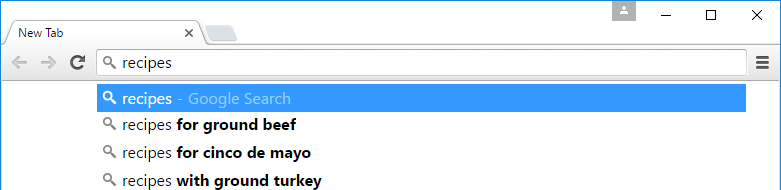 New Tab
recipes
recipes - Google Search
recipes for ground beef
recipes for cinco de mayo
recipes with ground turkey